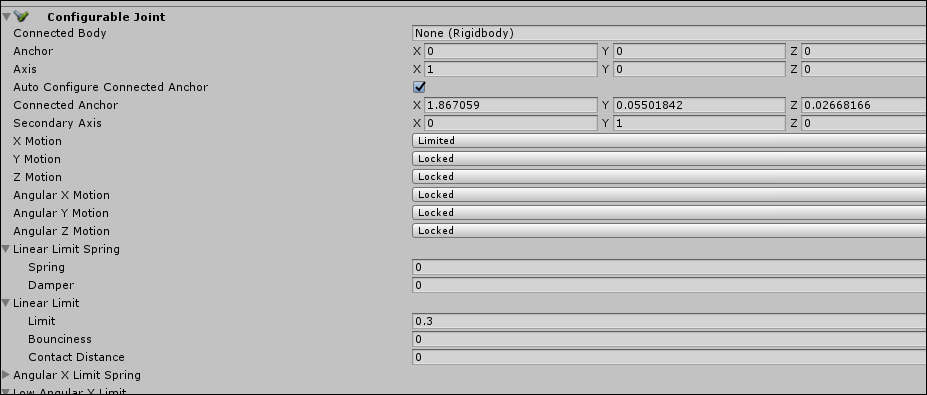 Configurable Joint
Connected Body None (Rigidbody)
Anchor X 0 Y 0 Z 0
Axis X 1 Y 0 Z 0
Auto Configure Connected Anchor
Connected Anchor X 1.867059 Y 0.05501842 Z 0.02668166
Secondary Axis X 0 Y 1 Z 0
X Motion Limited
Y Motion Locked
Z Motion Locked
Angular X Motion Locked
Angular Y Motion Locked
Angular Z Motion Locked
Linear Limit Spring
Spring 0
Damper 0
Linear Limit
Limit 0.3
Bounciness 0
Contact Distance 0
Angular X Limit Spring
Low Angular X Limit